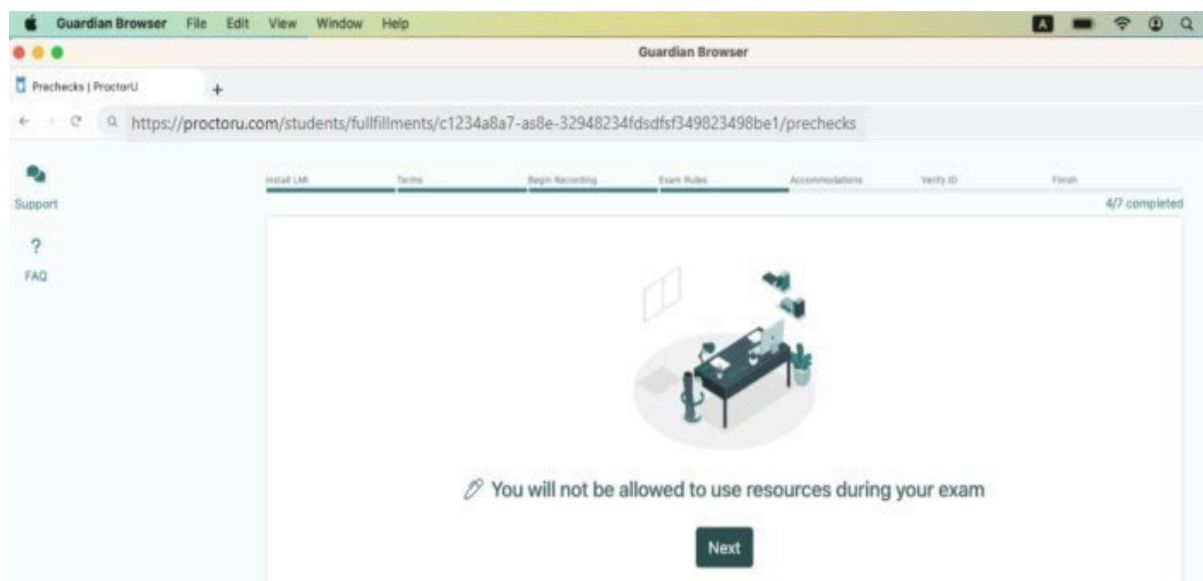 Guardian Browser File Edit View Window Help A
Guardian Browser
Prechecks | ProctorU +
https://proctoru.com/students/fullfillments/c1234a8a7-as8e-32948234fdsdfsf349823498be1/prechecks
Install LMI Terms Begin Recording Exam Rules Accommodations Verify ID Finish
4/7 completed
Support
?
FAQ
You will not be allowed to use resources during your exam
Next